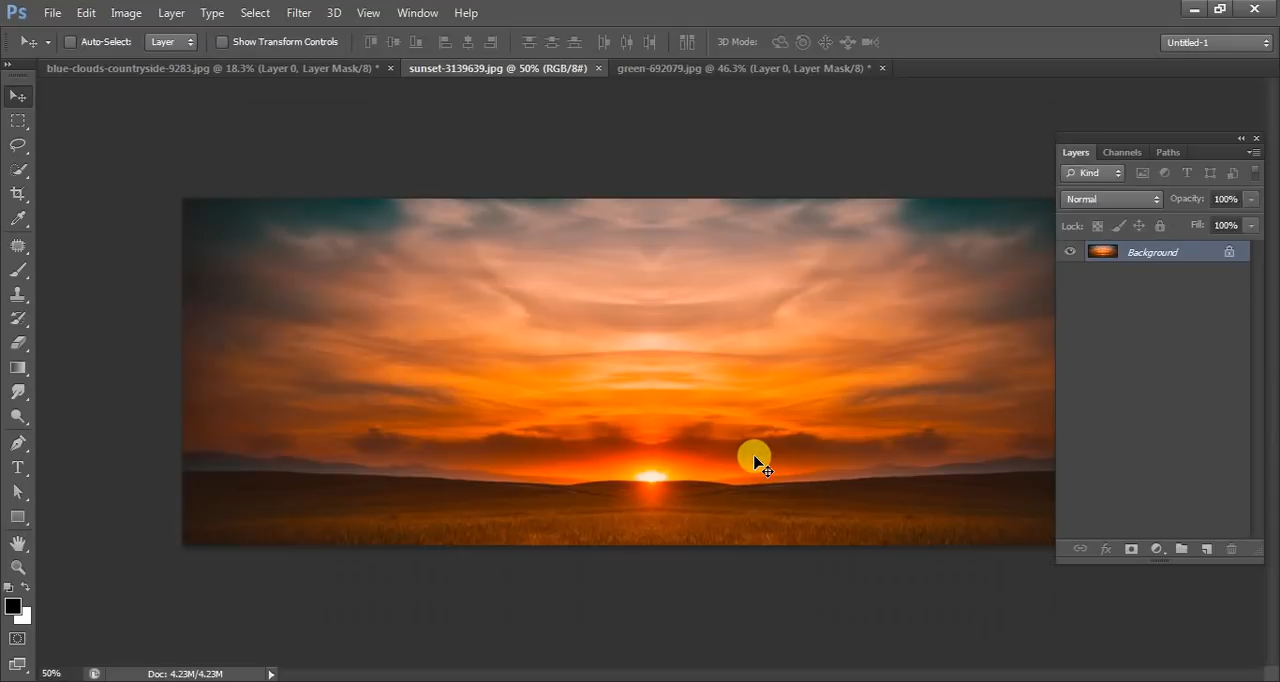 Ps File Edit Image Layer Type Select Filter 3D View Window Help
Auto-Select: Layer Show Transform Controls 3D Mode: Untitled-1
blue-clouds-countryside-9283.jpg @ 18.3% (Layer 0, Layer Mask/8) * × sunset-3139639.jpg @ 50% (RGB/8#) × green-692079.jpg @ 46.3% (Layer 0, Layer Mask/8) * ×
Layers Channels Paths
Kind T
Normal Opacity: 100%
Lock: Fill: 100%
Background
T
fx
50% Doc: 4.23M/4.23M